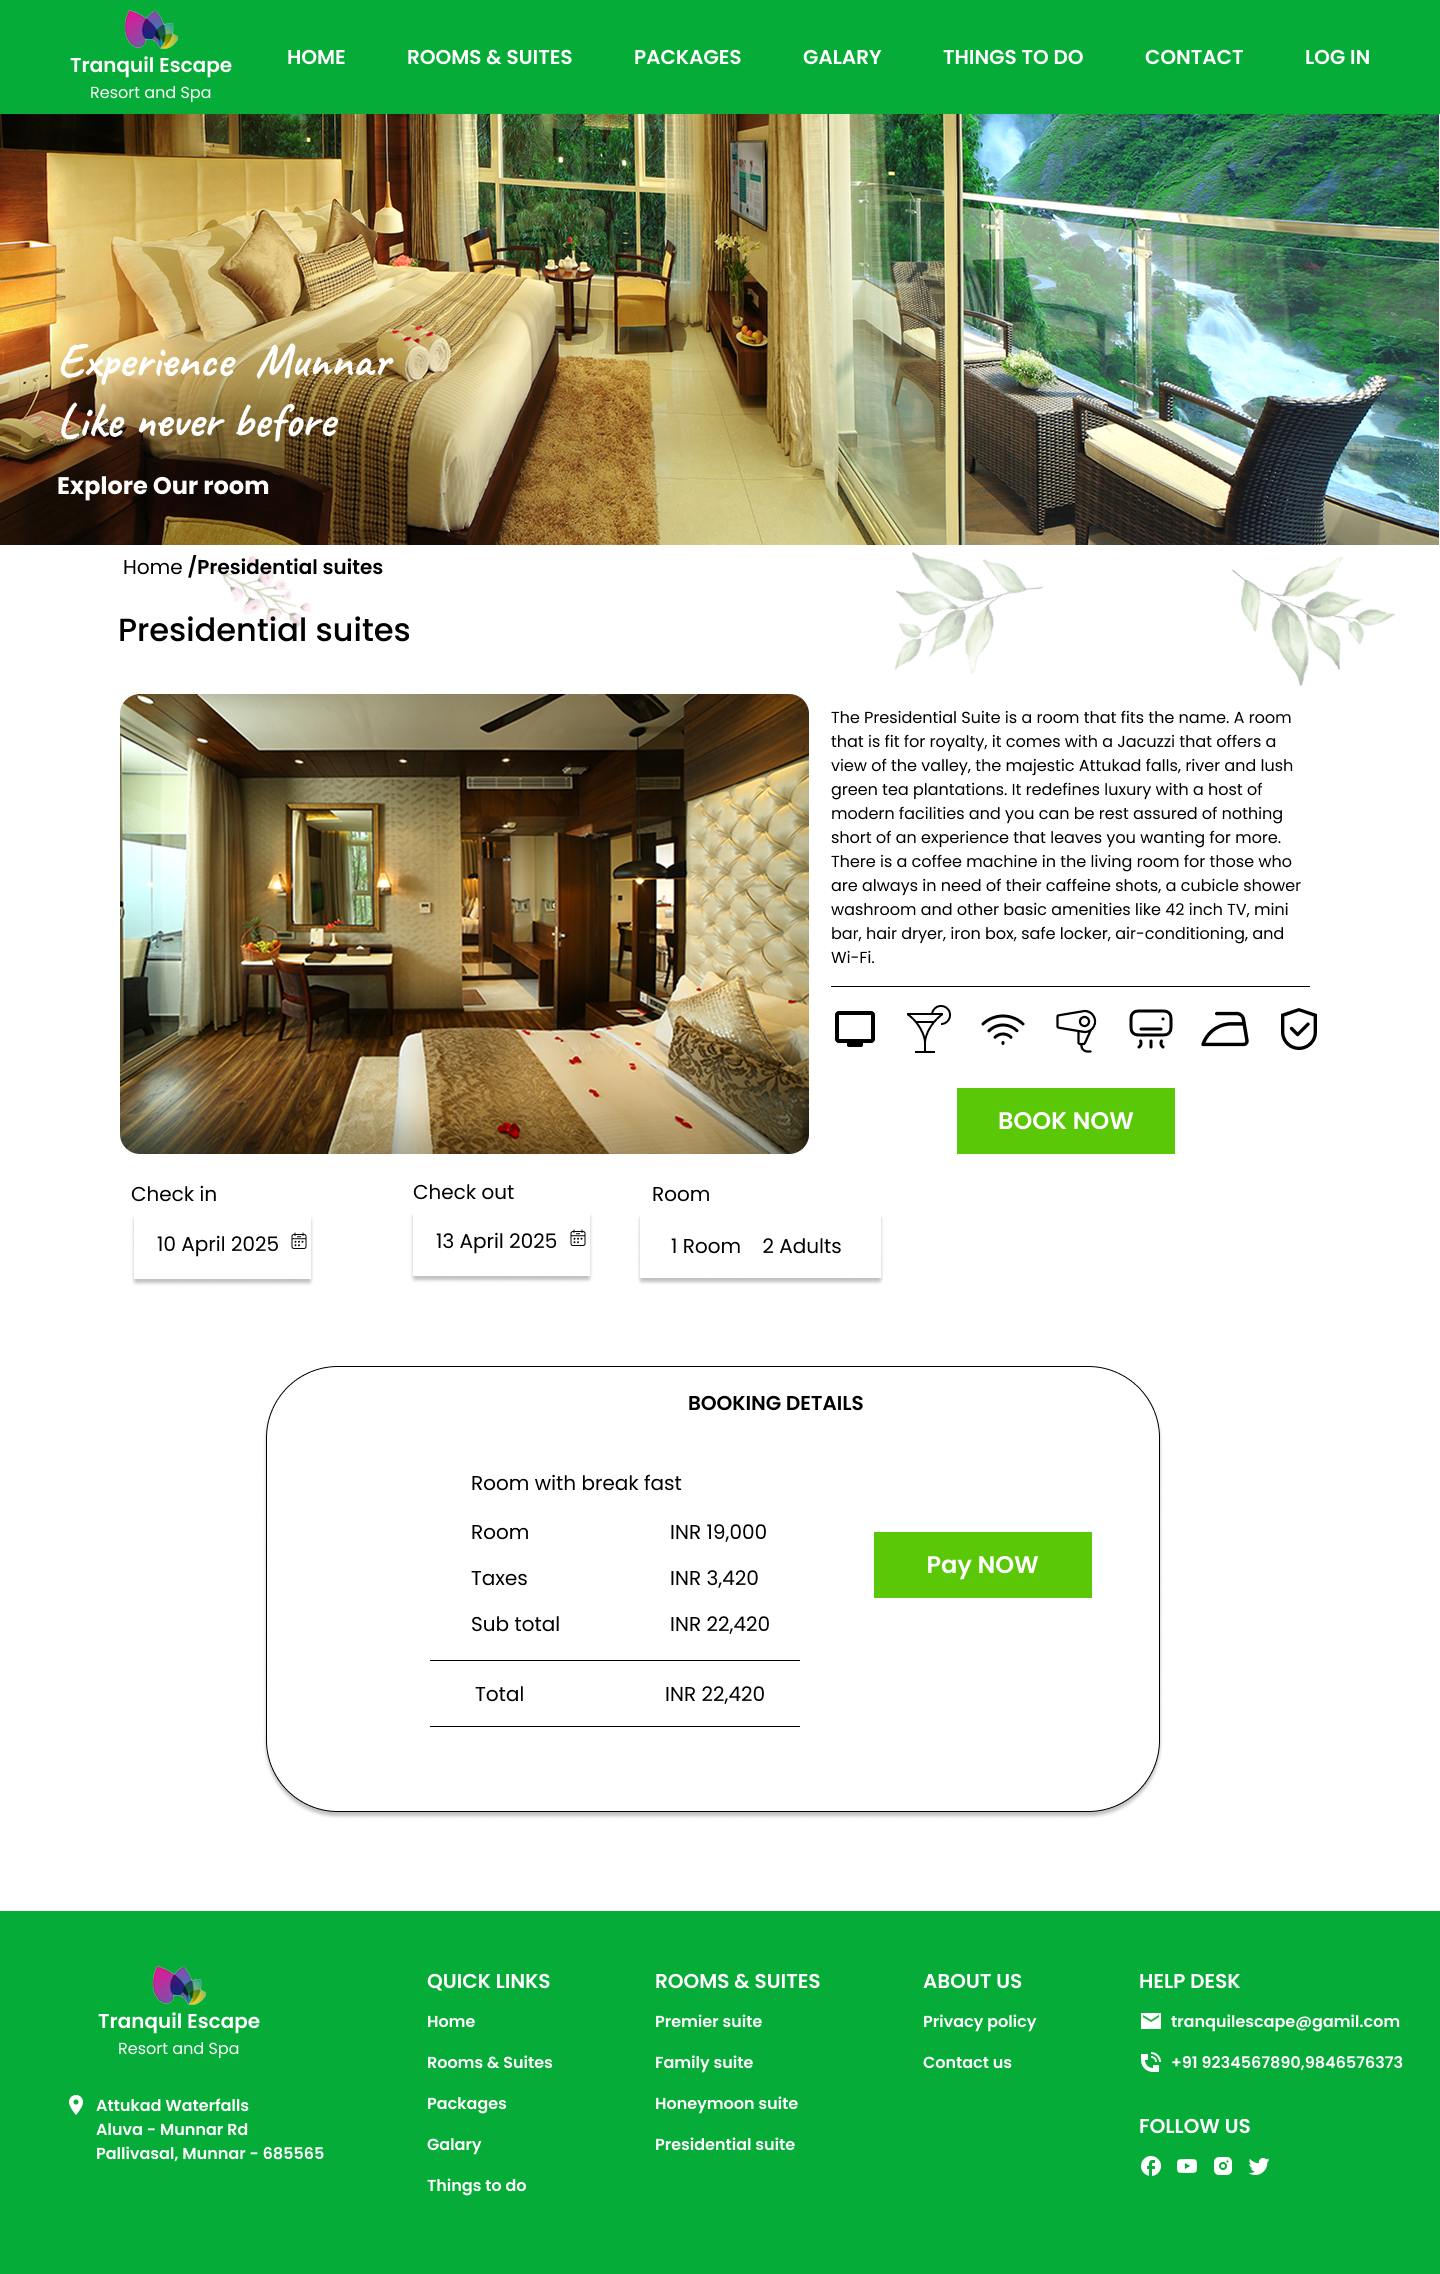 Tranquil Escape
Resort and Spa
HOME
ROOMS & SUITES
PACKAGES
GALARY
THINGS TO DO
CONTACT
LOG IN
Experience Munnar
Like never before
Explore Our room
Home /Presidential suites
Presidential suites
The Presidential Suite is a room that fits the name. A room
that is fit for royalty, it comes with a Jacuzzi that offers a
view of the valley, the majestic Attukad falls, river and lush
green tea plantations. It redefines luxury with a host of
modern facilities and you can be rest assured of nothing
short of an experience that leaves you wanting for more.
There is a coffee machine in the living room for those who
are always in need of their caffeine shots, a cubicle shower
washroom and other basic amenities like 42 inch TV, mini
bar, hair dryer, iron box, safe locker, air-conditioning, and
Wi-Fi.
BOOK NOW
Check in
10 April 2025
Check out
13 April 2025
Room
1 Room 2 Adults
BOOKING DETAILS
Room with break fast
Room INR 19,000
Taxes INR 3,420
Sub total INR 22,420
Total INR 22,420
Pay NOW
Tranquil Escape
Resort and Spa
Attukad Waterfalls
Aluva - Munnar Rd
Pallivasal, Munnar - 685565
QUICK LINKS
Home
Rooms & Suites
Packages
Galary
Things to do
ROOMS & SUITES
Premier suite
Family suite
Honeymoon suite
Presidential suite
ABOUT US
Privacy policy
Contact us
HELP DESK
tranquilescape@gamil.com
+91 9234567890,9846576373
FOLLOW US